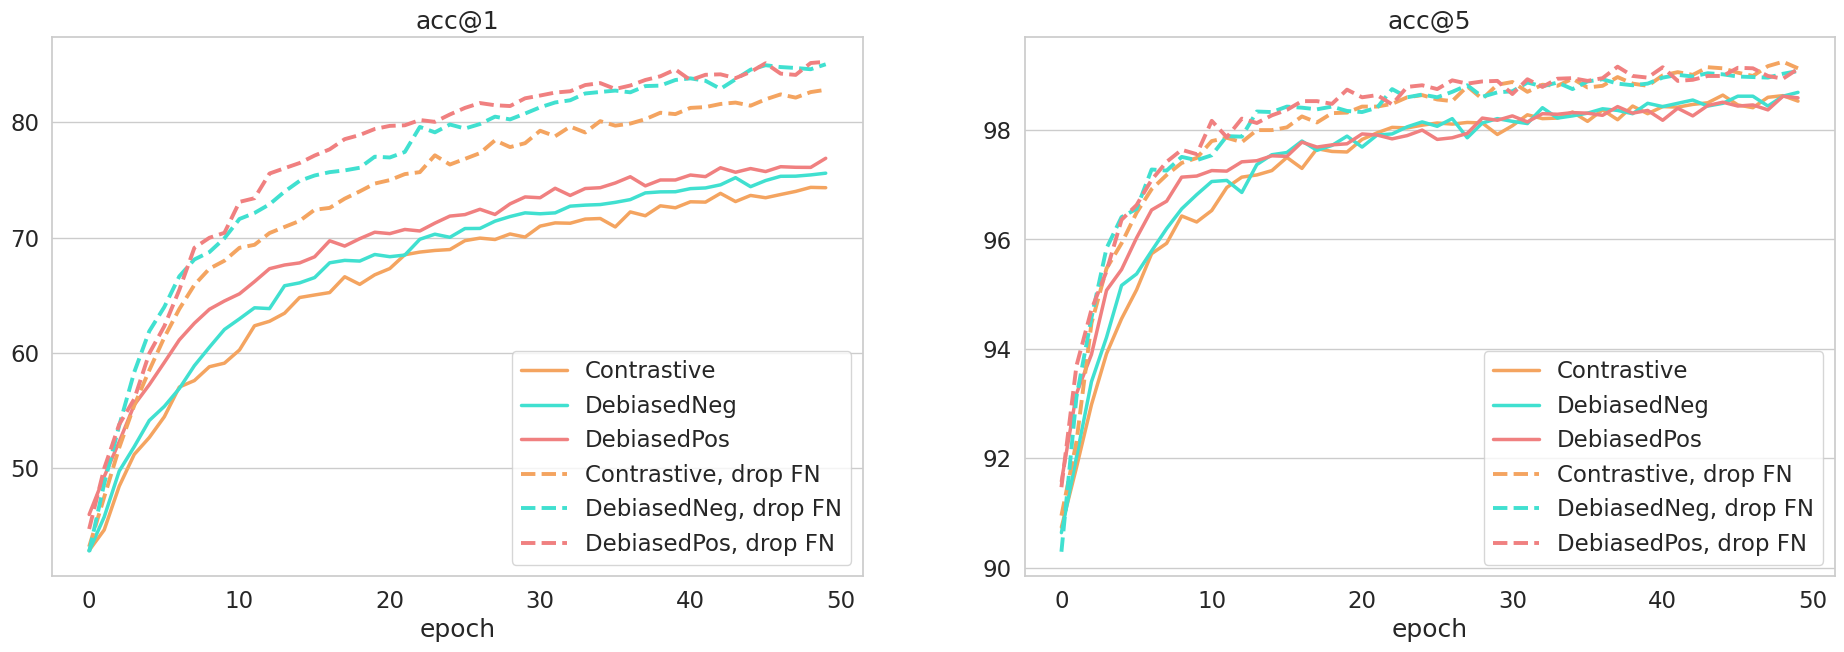 acc@1
80
70
60
50
Contrastive
DebiasedNeg
DebiasedPos
Contrastive, drop FN
DebiasedNeg, drop FN
DebiasedPos, drop FN
0 10 20 30 40 50
epoch
acc@5
98
96
94
92
90
Contrastive
DebiasedNeg
DebiasedPos
Contrastive, drop FN
DebiasedNeg, drop FN
DebiasedPos, drop FN
0 10 20 30 40 50
epoch